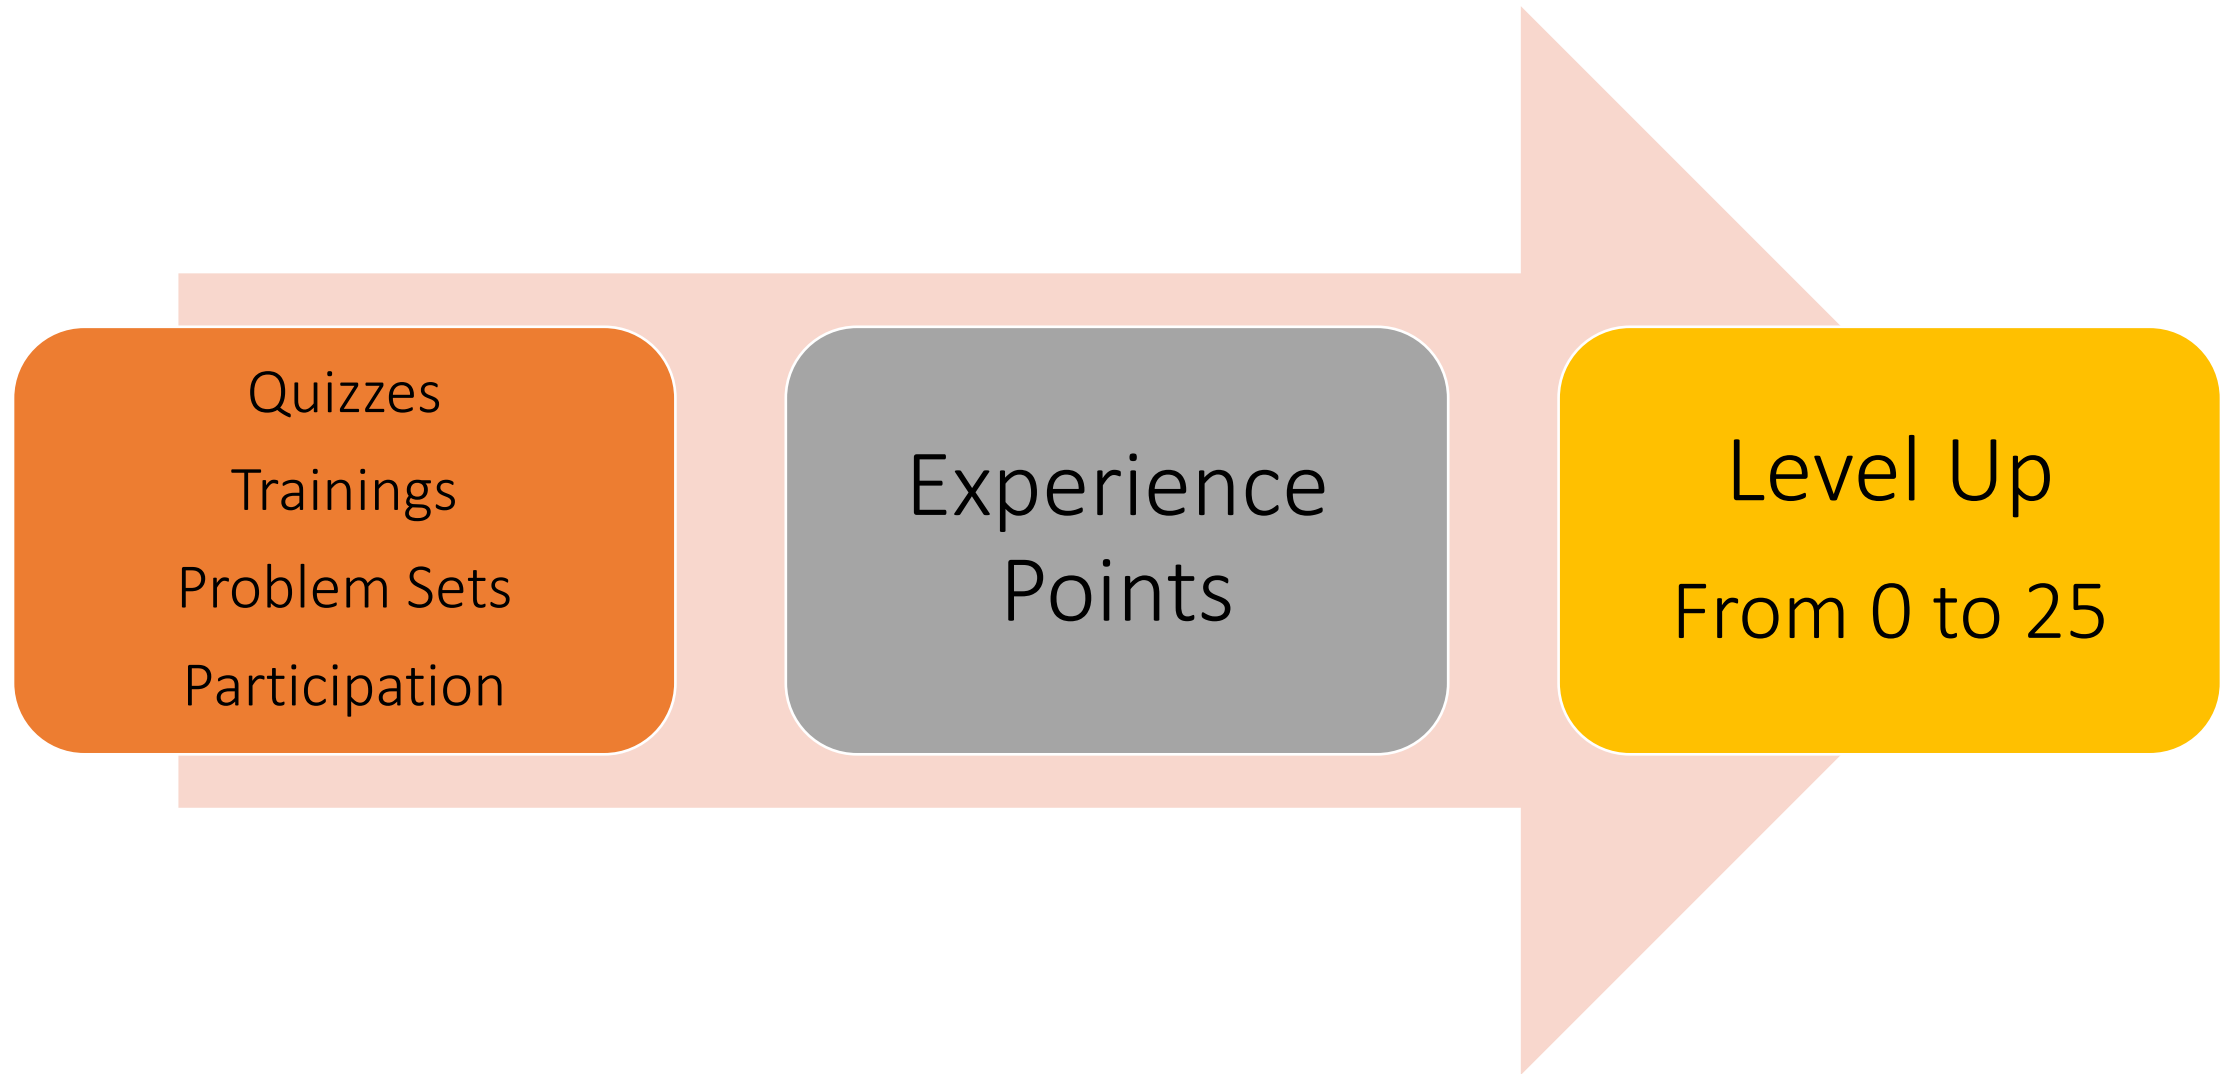 Quizzes
Trainings
Problem Sets
Participation
Experience
Points
Level Up
From 0 to 25